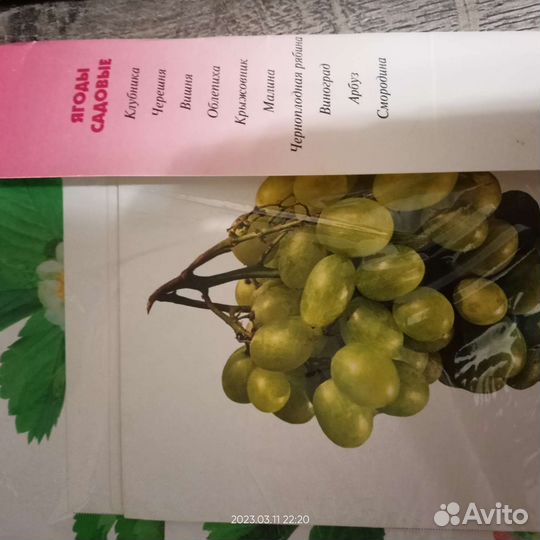 ЯГОДЫ
САДОВЫЕ
Клубника
Черешня
Вишня
Облепиха
Крыжовник
Малина
Черноплодная рябина
Виноград
Арбуз
Смородина
2023.03.11 22:20
Avito